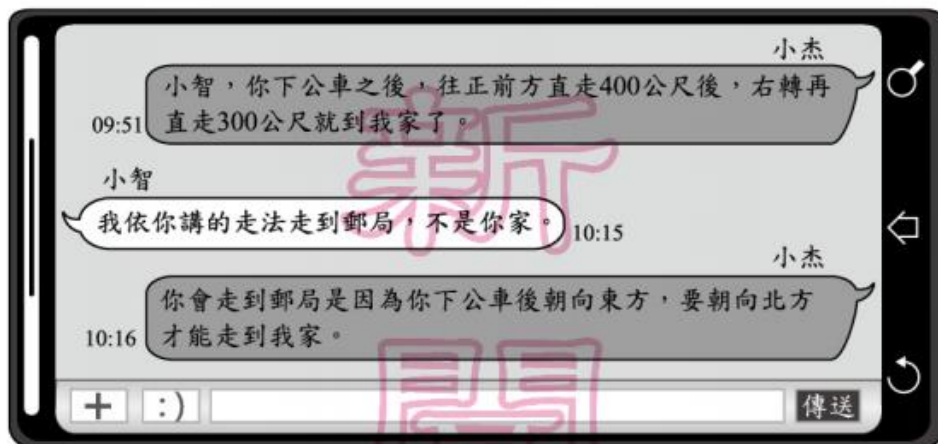 小杰
小智，你下公車之後，往正前方直走400公尺後，右轉再
直走300公尺就到我家了。
09:51
小智
我依你講的走法走到郵局，不是你家。
10:15
小杰
你會走到郵局是因為你下公車後朝向東方，要朝向北方
才能走到我家。
10:16
+
:)
傳送
新
聞